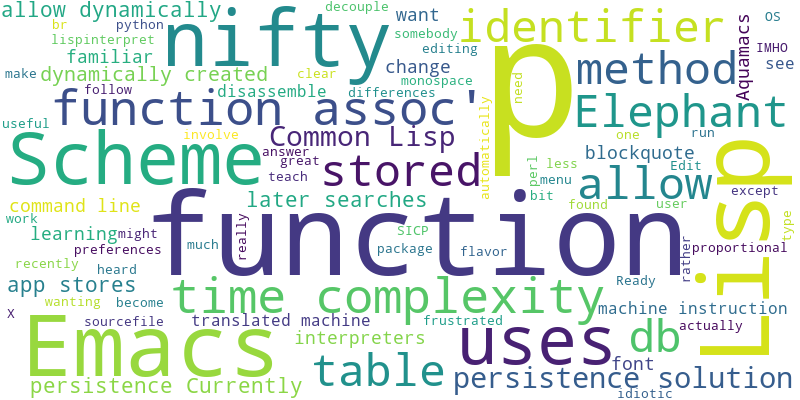 allow dynamically
decouple
want
identifier
OS
br
python
nifty
somebody
p
IMHO
lispinterpret
familiar
editing
method
see
make
dynamically created
change
monospace
Aquamacs
follow
disassemble
differences
need
Elephant
useful
function assoc'
automatically
Scheme
involve
clear
Common Lisp
one
run
answer
great
stored
perl
less
blockquote
Edit
teach
menu
bit
allow
Lisp
except
command line
later searches
found
user
type
work
function
learning
might
really
SICP
preferences
much
package
flavor
rather
proportional
recently
heard
app stores
time complexity
Ready
wanting
become
machine instruction
X
Emacs
sourcefile
translated machine
frustrated
uses
db
actually
interpreters
table
font
persistence Currently
persistence solution
idiotic